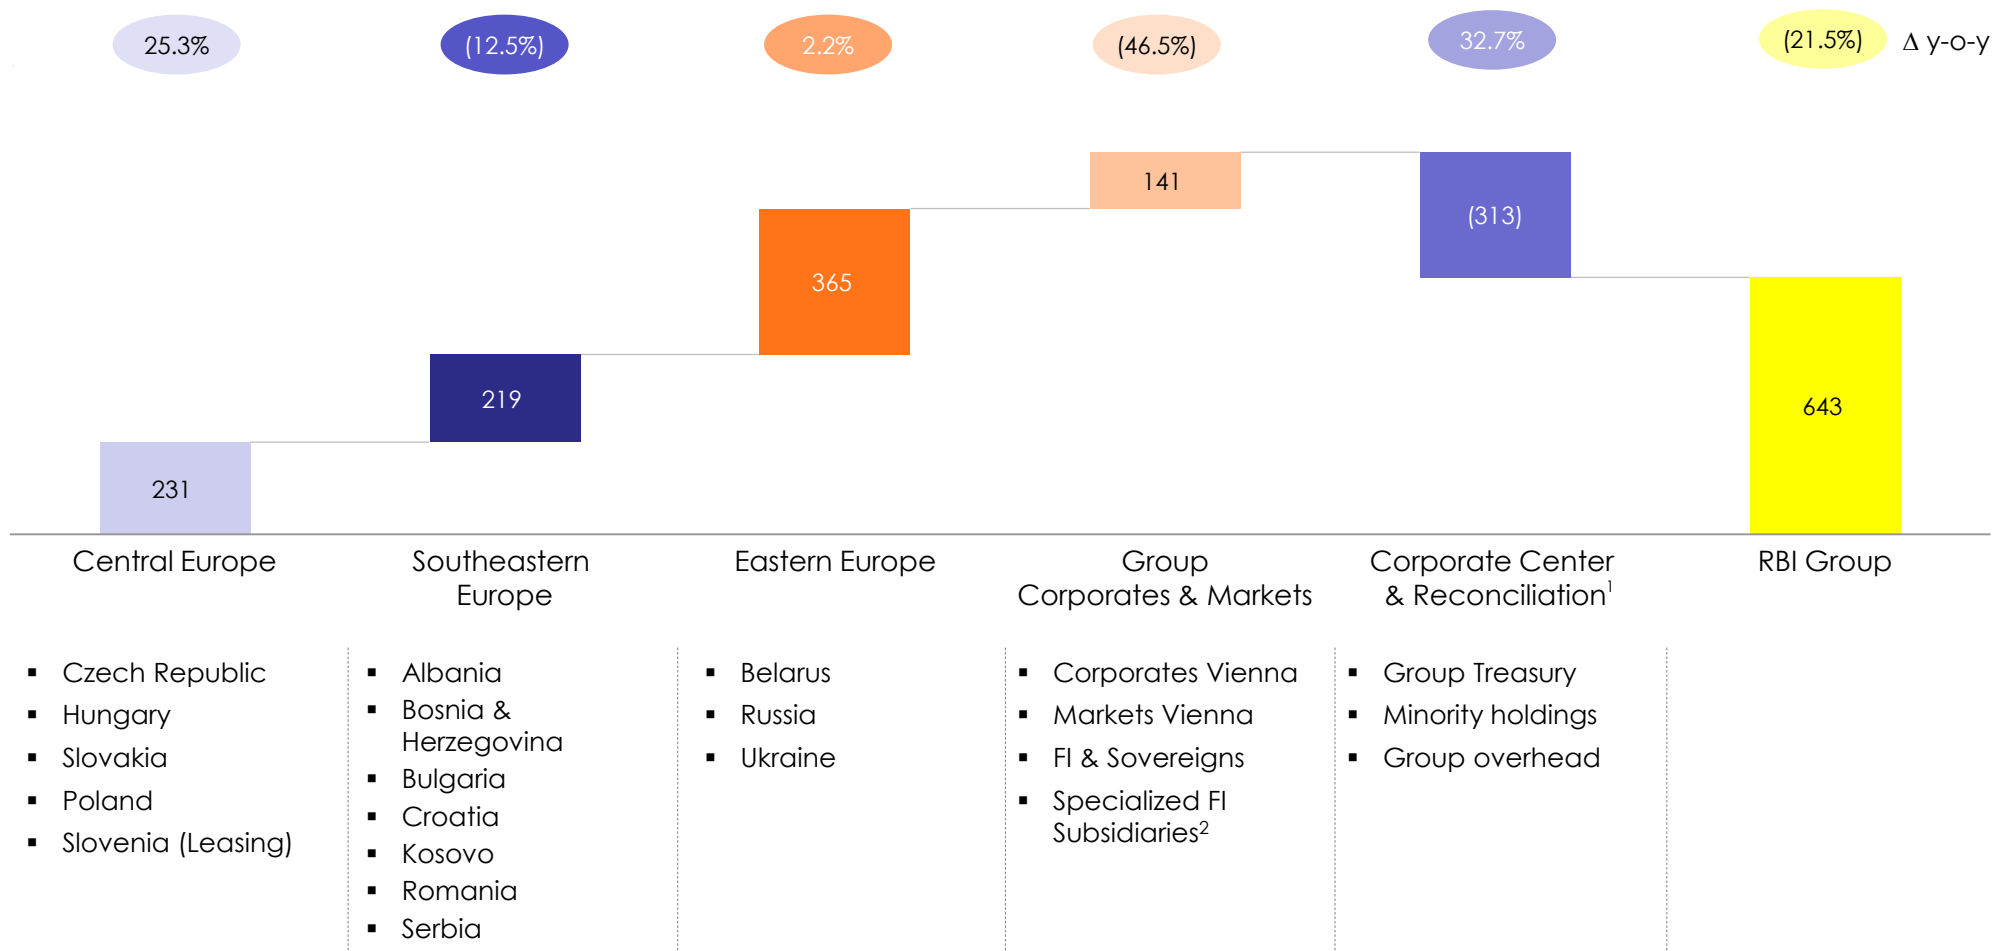 25.3%
(12.5%)
2.2%
(46.5%)
32.7%
(21.5%)
Δ y-o-y
231
219
365
141
(313)
643
Central Europe
Southeastern
Europe
Eastern Europe
Group
Corporates & Markets
Corporate Center
& Reconciliation¹
RBI Group
▪ Czech Republic
▪ Hungary
▪ Slovakia
▪ Poland
▪ Slovenia (Leasing)
▪ Albania
▪ Bosnia &
Herzegovina
▪ Bulgaria
▪ Croatia
▪ Kosovo
▪ Romania
▪ Serbia
▪ Belarus
▪ Russia
▪ Ukraine
▪ Corporates Vienna
▪ Markets Vienna
▪ FI & Sovereigns
▪ Specialized FI
Subsidiaries²
▪ Group Treasury
▪ Minority holdings
▪ Group overhead